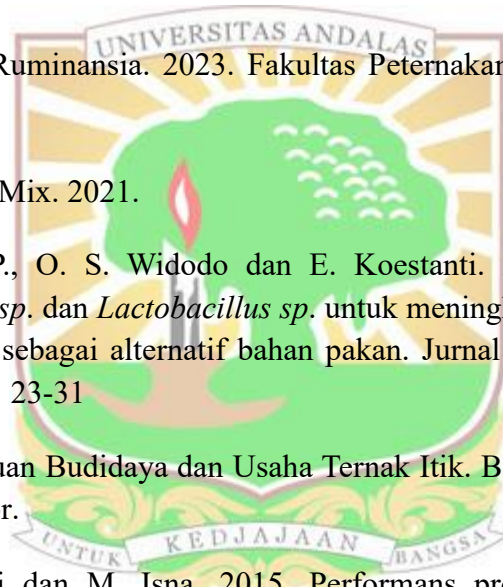 UNIVERSITAS ANDALAS
Ruminansia. 2023. Fakultas Peternakan
Mix. 2021.
P., O. S. Widodo dan E. Koestanti.
sp. dan Lactobacillus sp. untuk mening
sebagai alternatif bahan pakan. Jurnal
23-31
uan Budidaya dan Usaha Ternak Itik. B
r.
UNTUK KEDJAJAAN BANGSA
i dan M. Isna. 2015. Performans pr